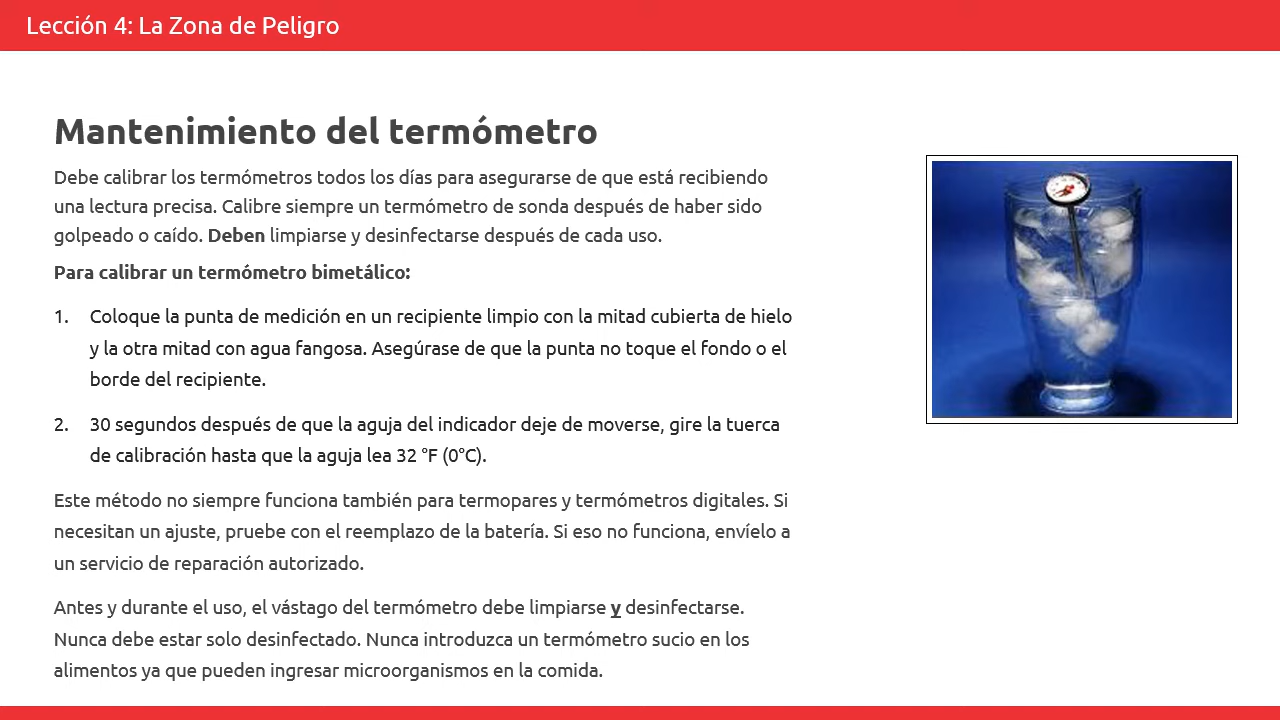 Lección 4: La Zona de Peligro
Mantenimiento del termómetro
Debe calibrar los termómetros todos los días para asegurarse de que está recibiendo
una lectura precisa. Calibre siempre un termómetro de sonda después de haber sido
golpeado o caído. Deben limpiarse y desinfectarse después de cada uso.
Para calibrar un termómetro bimetálico:
1. Coloque la punta de medición en un recipiente limpio con la mitad cubierta de hielo
y la otra mitad con agua fangosa. Asegúrase de que la punta no toque el fondo o el
borde del recipiente.
2. 30 segundos después de que la aguja del indicador deje de moverse, gire la tuerca
de calibración hasta que la aguja lea 32 °F (0°C).
Este método no siempre funciona también para termopares y termómetros digitales. Si
necesitan un ajuste, pruebe con el reemplazo de la batería. Si eso no funciona, envíelo a
un servicio de reparación autorizado.
Antes y durante el uso, el vástago del termómetro debe limpiarse y desinfectarse.
Nunca debe estar solo desinfectado. Nunca introduzca un termómetro sucio en los
alimentos ya que pueden ingresar microorganismos en la comida.